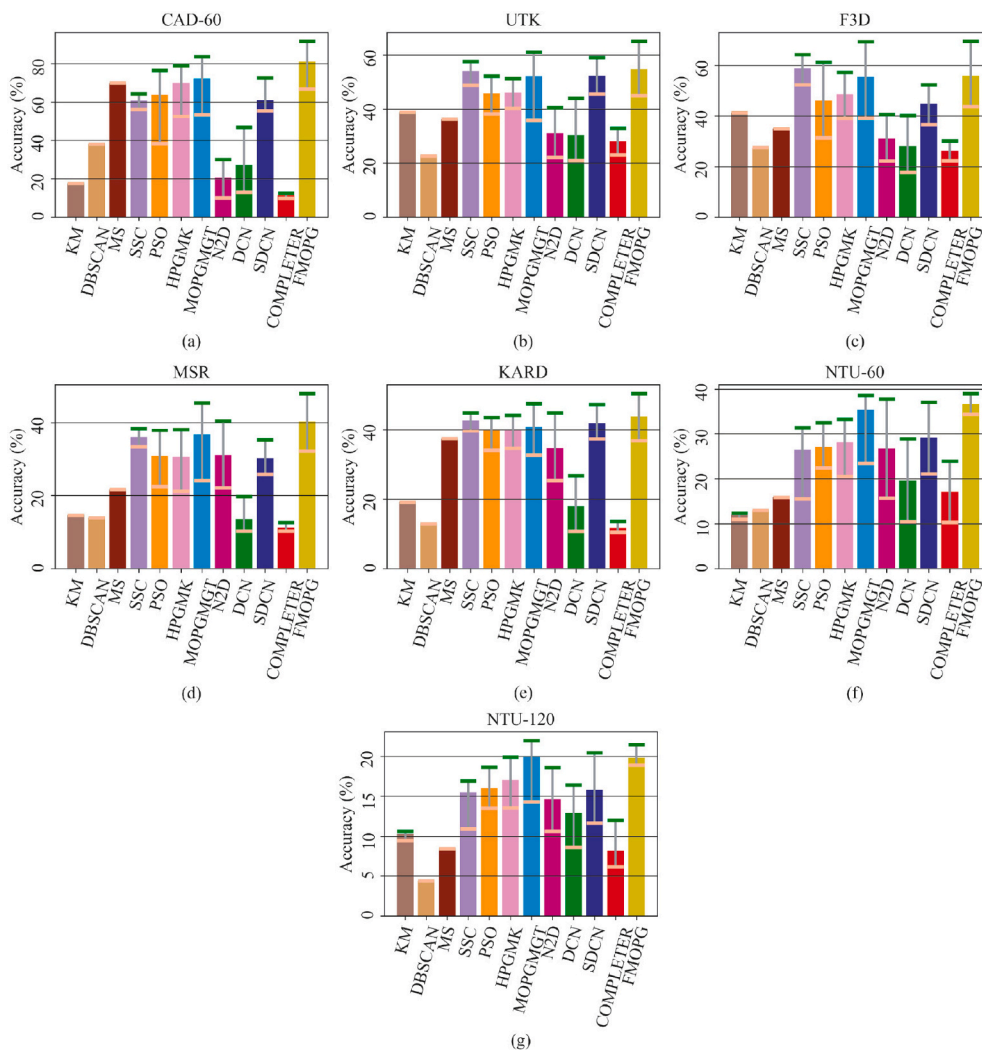 CAD-60
Accuracy (%)
80
60
40
20
0
KM
DBSCAN
MS
SSC
PSO
HPGMK
MOPGMGT
N2D
DCN
SDCN
COMPLETER
FMOPG
(a)
UTK
Accuracy (%)
60
40
20
0
KM
DBSCAN
MS
SSC
PSO
HPGMK
MOPGMGT
N2D
DCN
SDCN
COMPLETER
FMOPG
(b)
F3D
Accuracy (%)
60
40
20
0
KM
DBSCAN
MS
SSC
PSO
HPGMK
MOPGMGT
N2D
DCN
SDCN
COMPLETER
FMOPG
(c)
MSR
Accuracy (%)
40
20
0
KM
DBSCAN
MS
SSC
PSO
HPGMK
MOPGMGT
N2D
DCN
SDCN
COMPLETER
FMOPG
(d)
KARD
Accuracy (%)
40
20
0
KM
DBSCAN
MS
SSC
PSO
HPGMK
MOPGMGT
N2D
DCN
SDCN
COMPLETER
FMOPG
(e)
NTU-60
Accuracy (%)
40
30
20
10
0
KM
DBSCAN
MS
SSC
PSO
HPGMK
MOPGMGT
N2D
DCN
SDCN
COMPLETER
FMOPG
(f)
NTU-120
Accuracy (%)
20
15
10
5
0
KM
DBSCAN
MS
SSC
PSO
HPGMK
MOPGMGT
N2D
DCN
SDCN
COMPLETER
FMOPG
(g)